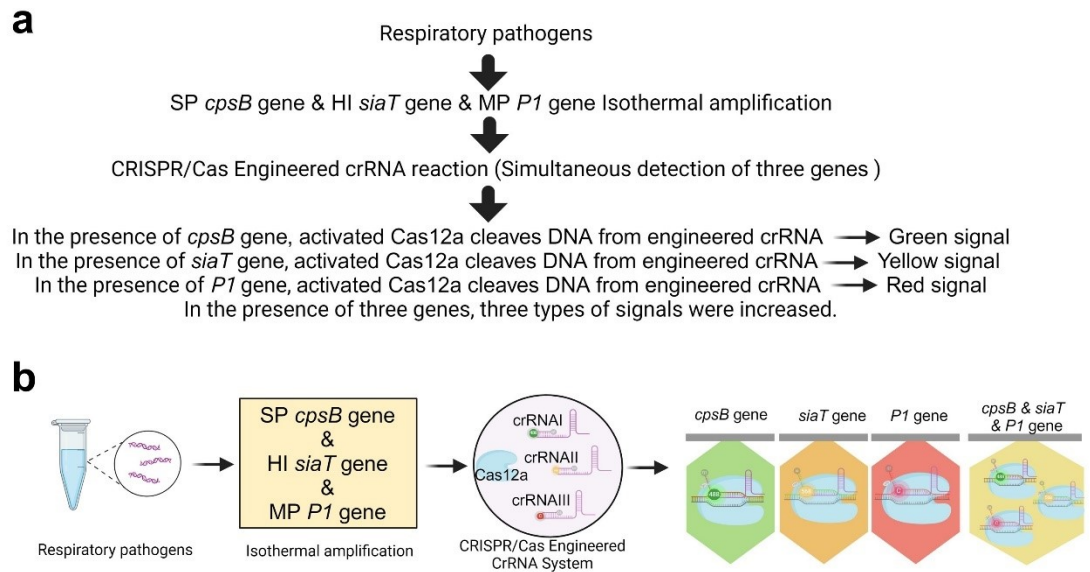 a
Respiratory pathogens
SP cpsB gene & HI siaT gene & MP P1 gene Isothermal amplification
CRISPR/Cas Engineered crRNA reaction (Simultaneous detection of three genes )
In the presence of cpsB gene, activated Cas12a cleaves DNA from engineered crRNA Green signal
In the presence of siaT gene, activated Cas12a cleaves DNA from engineered crRNA Yellow signal
In the presence of P1 gene, activated Cas12a cleaves DNA from engineered crRNA Red signal
In the presence of three genes, three types of signals were increased.
b
Respiratory pathogens
SP cpsB gene
&
HI siaT gene
&
MP P1 gene
Isothermal amplification
crRNAI
crRNAII
Cas12a
crRNAIII
CRISPR/Cas Engineered
CrRNA System
cpsB gene
siaT gene
P1 gene
cpsB & siaT
& P1 gene
488